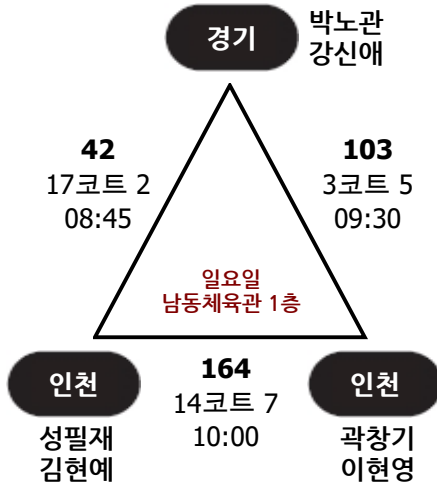 경기
박노관
강신애
42
17코트 2
08:45
103
3코트 5
09:30
일요일
남동체육관 1층
인천
성필재
김현예
164
14코트 7
10:00
인천
곽창기
이현영